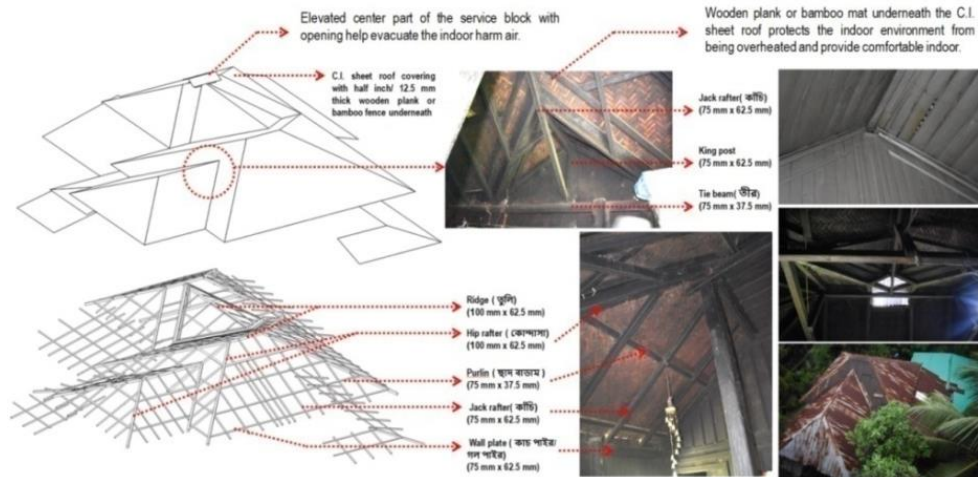 Elevated center part of the service block with
opening help evacuate the indoor harm air.
Wooden plank or bamboo mat underneath the C.I.
sheet roof protects the indoor environment from
being overheated and provide comfortable indoor.
C.I. sheet roof covering
with half inch/ 12.5 mm
thick wooden plank or
bamboo fence underneath
Jack rafter( কাঁচি)
(75 mm x 62.5 mm)
King post
(75 mm x 62.5 mm)
Tie beam( তীর)
(75 mm x 37.5 mm)
Ridge ( তুলি)
(100 mm x 62.5 mm)
Hip rafter ( কোন্দাসা)
(100 mm x 62.5 mm)
Purlin ( ছাদ বাতাম )
(75 mm x 37.5 mm)
Jack rafter( কাঁচি)
(75 mm x 62.5 mm)
Wall plate ( কাচ পাইর/
গল পাইর)
(75 mm x 62.5 mm)